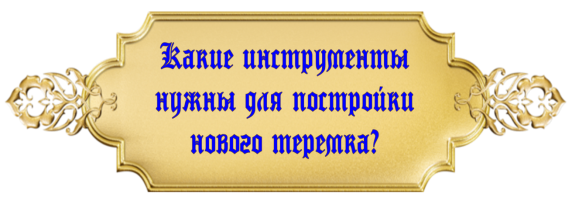 Какие инструменты
нужны для постройки
нового теремка?